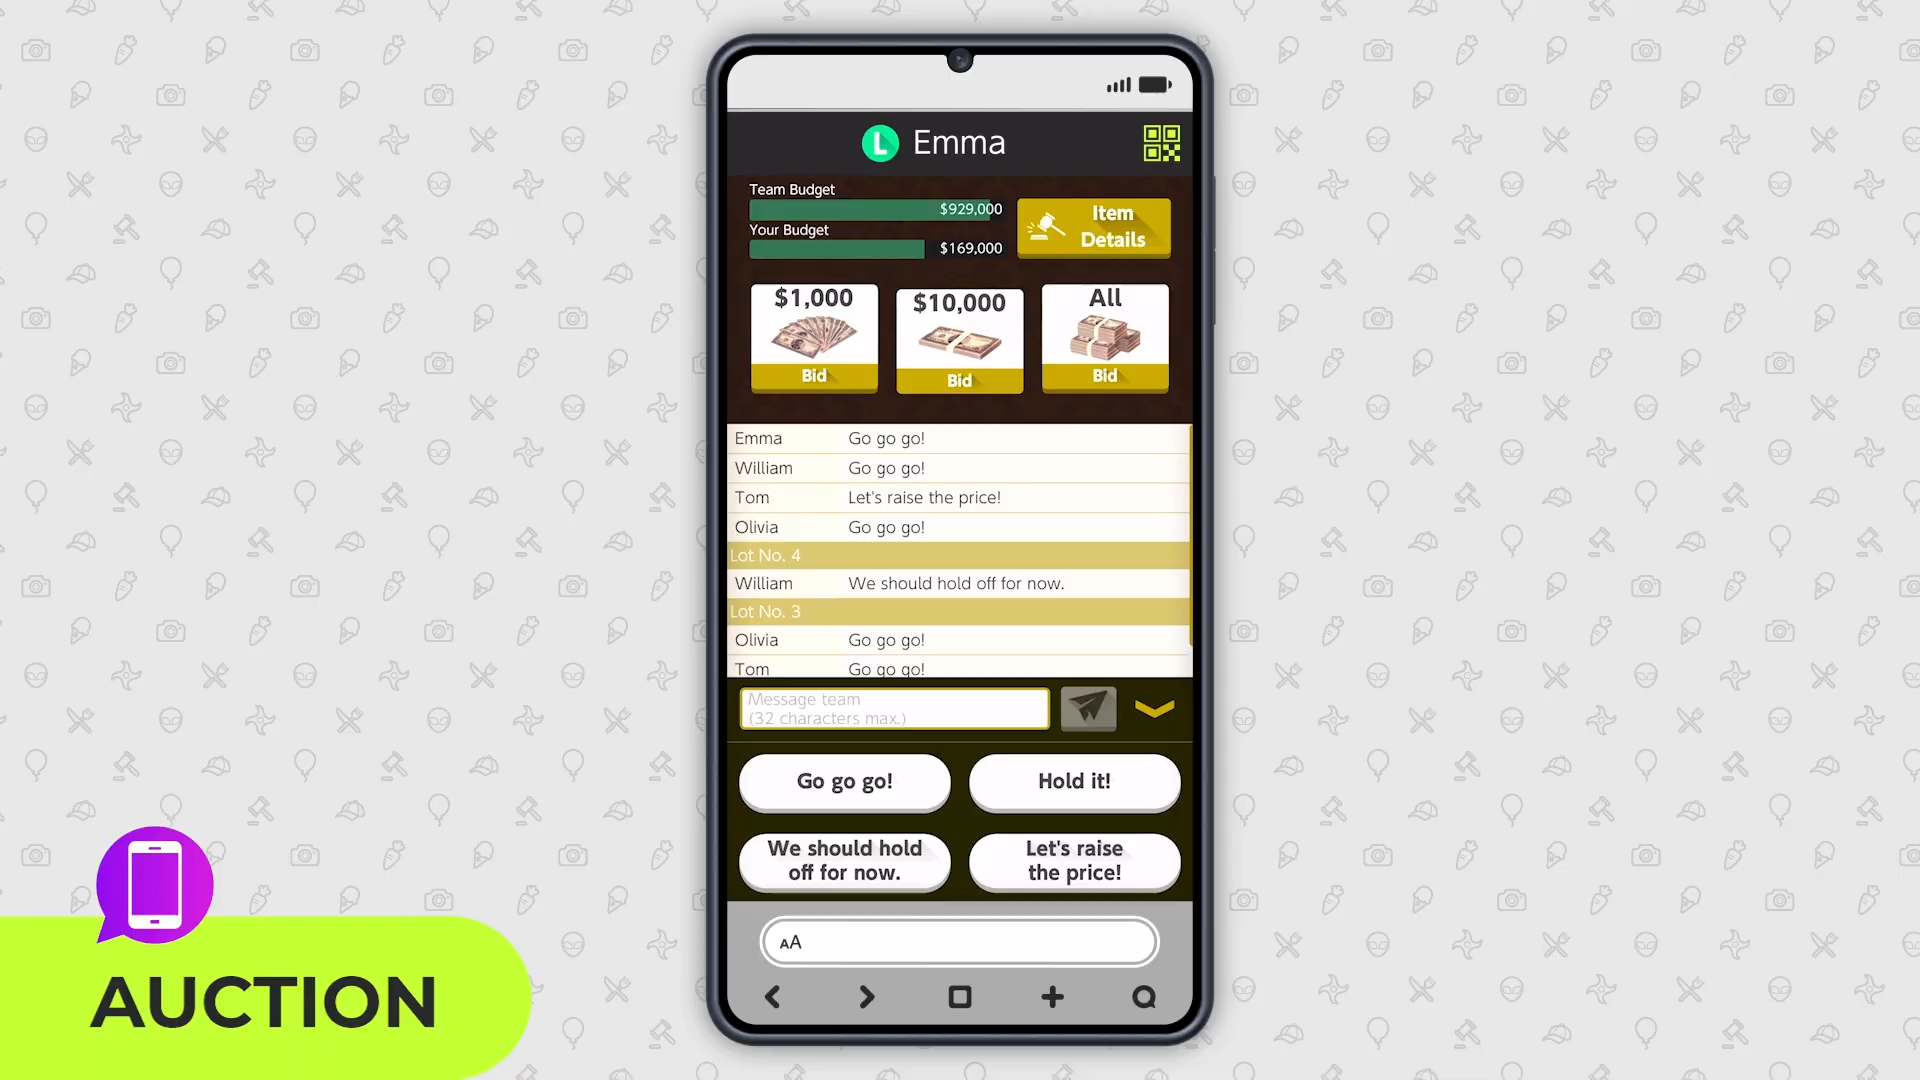 L Emma
Team Budget
$929,000
Your Budget
$169,000
Item
Details
$1,000
Bid
$10,000
Bid
All
Bid
Emma Go go go!
William Go go go!
Tom Let's raise the price!
Olivia Go go go!
Lot No. 4
William We should hold off for now.
Lot No. 3
Olivia Go go go!
Tom Go go go!
Message team
(32 characters max.)
Go go go!
Hold it!
We should hold
off for now.
Let's raise
the price!
AA
AUCTION